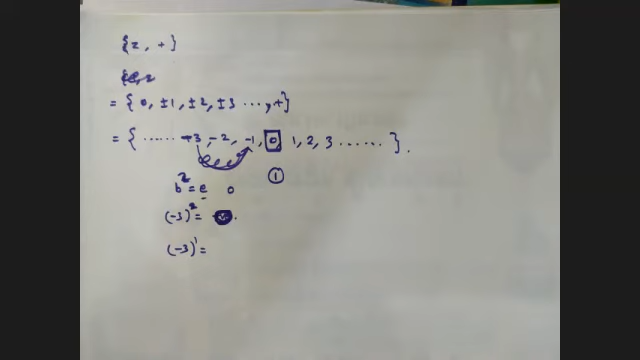 {z, +}
= {0, ±1, ±2, ±3 ...., +}
= {...... -3, -2, -1, 0, 1, 2, 3 ...... }.
1
b² = e 0
(-3)² =
(-3)¹ =